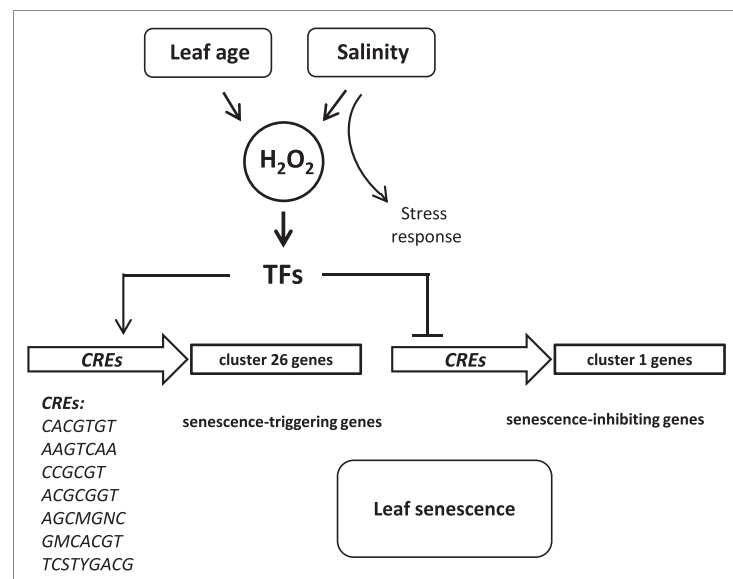 Leaf age
Salinity
H₂O₂
Stress
response
TFs
CREs
cluster 26 genes
CREs
cluster 1 genes
CREs:
CACGTGT
AAGTCAA
CCGCGT
ACGCGGT
AGCMGNC
GMCACGT
TCSTYGACG
senescence-triggering genes
senescence-inhibiting genes
Leaf senescence